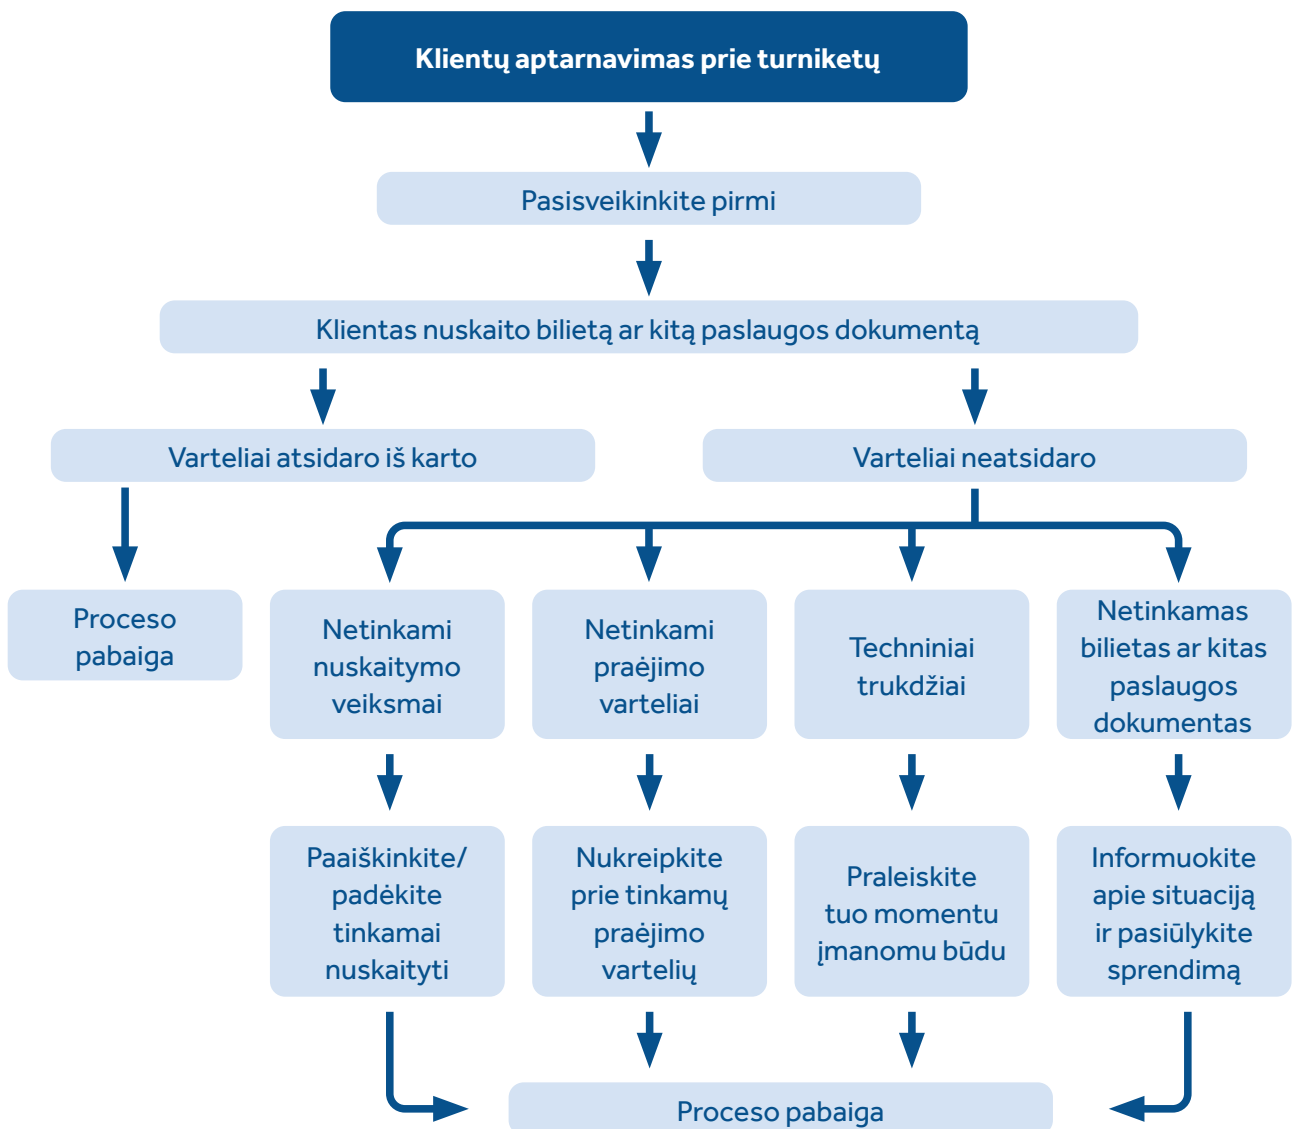 Klientų aptarnavimas prie turniketų
Pasisveikinkite pirmi
Klientas nuskaito bilietą ar kitą paslaugos dokumentą
Varteliai atsidaro iš karto
Varteliai neatsidaro
Proceso
pabaiga
Netinkami
nuskaitymo
veiksmai
Netinkami
praėjimo
varteliai
Techniniai
trukdžiai
Netinkamas
bilietas ar kitas
paslaugos
dokumentas
Paaiškinkite/
padėkite
tinkamai
nuskaityti
Nukreipkite
prie tinkamų
praėjimo
vartelių
Praleiskite
tuo momentu
įmanomu būdu
Informuokite
apie situaciją
ir pasiūlykite
sprendimą
Proceso pabaiga